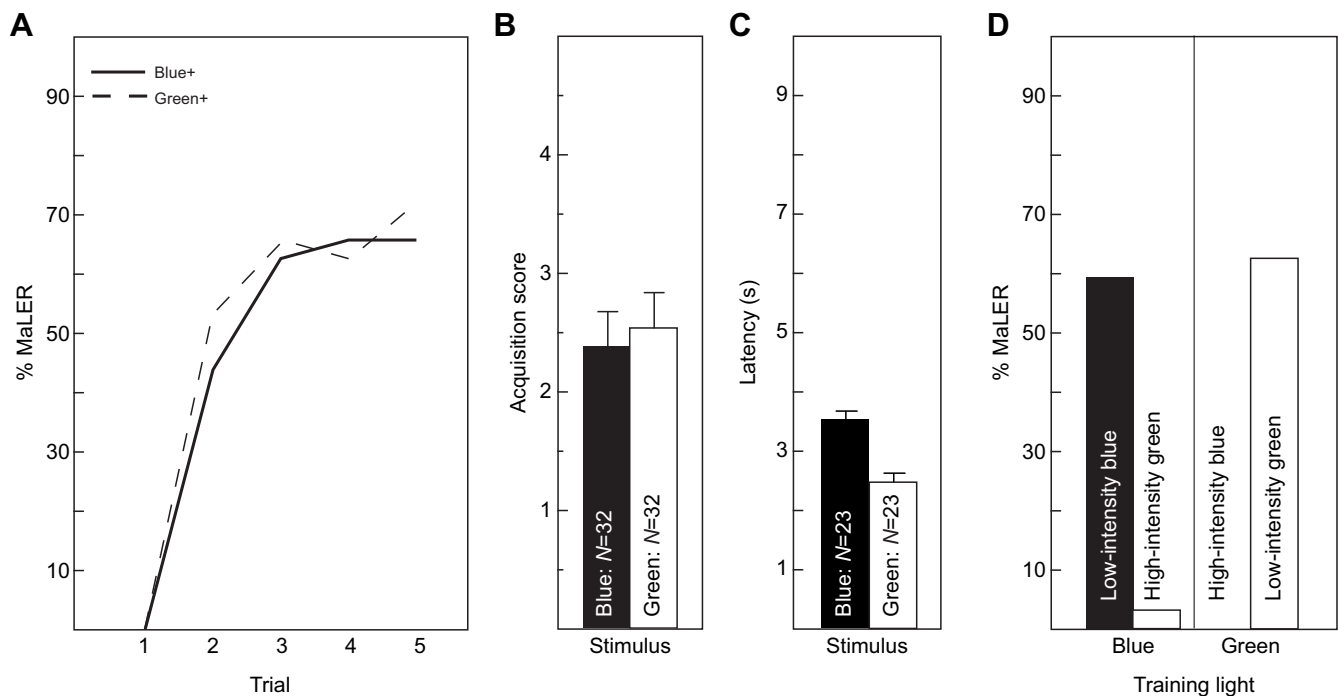 A
% MaLER
90
70
50
30
10
Blue+
Green+
1 2 3 4 5
Trial
B
Acquisition score
4
3
2
1
Blue: N=32
Green: N=32
Stimulus
C
Latency (s)
9
7
5
3
1
Blue: N=23
Green: N=23
Stimulus
D
% MaLER
90
70
50
30
10
Low-intensity blue
High-intensity green
High-intensity blue
Low-intensity green
Blue Green
Training light